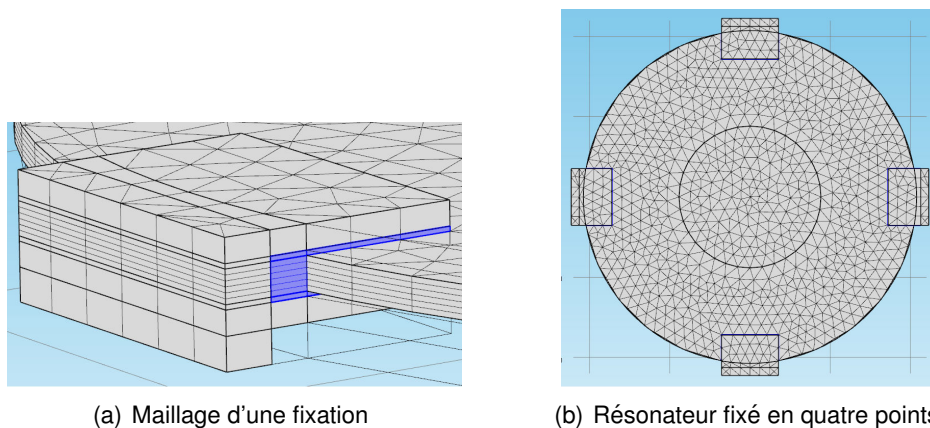 (a) Maillage d'une fixation
(b) Résonateur fixé en quatre points